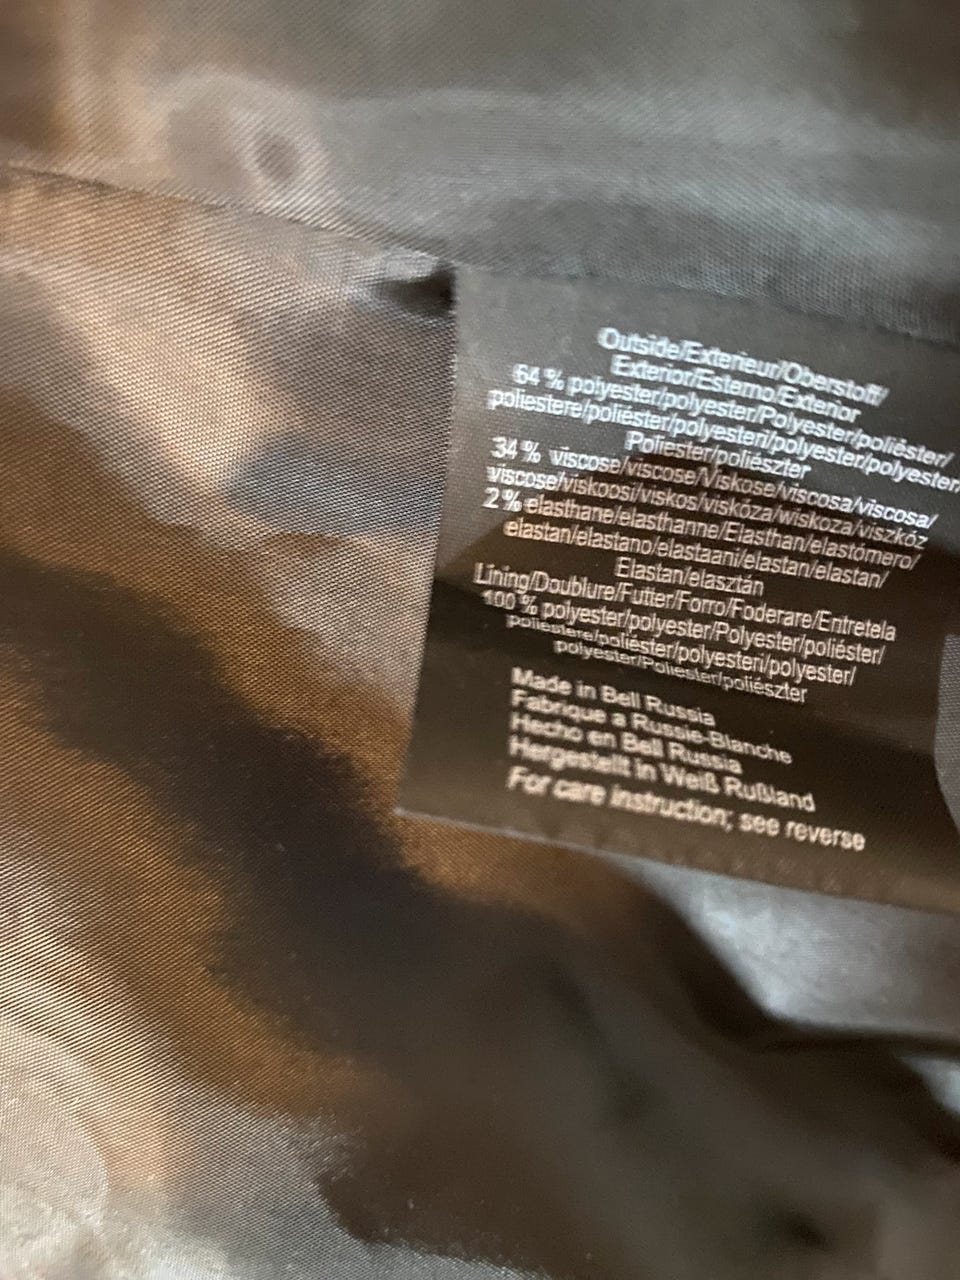 Outside/Exterieur/Oberstoff/
Exterior/Esterno/Exterior
64 % polyester/polyester/Polyester/poliéster/
poliestere/poliéster/polyesteri/polyester/polyester/
Poliester/poliészter
34 % viscose/viscose/Viskose/viscosa/viscosa/
viscose/viskoosi/viskos/viskóza/wiskoza/viszkóz
2 % elasthane/elasthanne/Elasthan/elastómero/
elastan/elastano/elastaani/elastan/elastan/
Elastan/elasztán
Lining/Doublure/Futter/Forro/Foderare/Entretela
100 % polyester/polyester/Polyester/poliéster/
poliestere/poliéster/polyesteri/polyester/
polyester/Poliester/poliészter
Made in Bell Russia
Fabrique a Russie-Blanche
Hecho en Bell Russia
Hergestellt in Weiß Rußland
For care instruction; see reverse